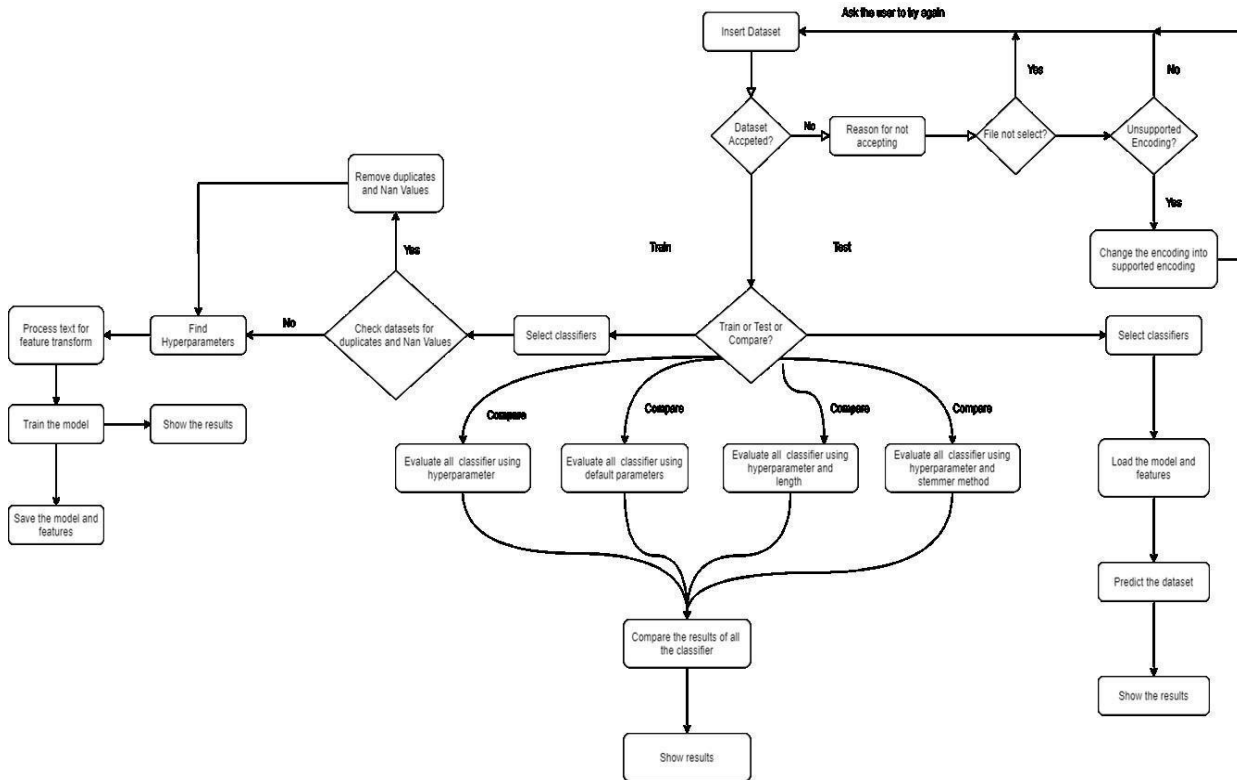 Ask the user to try again
Insert Dataset
Yes
No
Dataset
Accpeted?
No
Reason for not
accepting
File not select?
Unsupported
Encoding?
Remove duplicates
and Nan Values
Yes
Train
Test
Yes
Change the encoding into
supported encoding
Process text for
feature transform
Find
Hyperparameters
No
Check datasets for
duplicates and Nan Values
Select classifiers
Train or Test or
Compare?
Select classifiers
Train the model
Show the results
Compare
Compare
Compare
Compare
Evaluate all classifier using
hyperparameter
Evaluate all classifier using
default parameters
Evaluate all classifier using
hyperparameter and
length
Evaluate all classifier using
hyperparameter and
stemmer method
Load the model and
features
Save the model and
features
Predict the dataset
Compare the results of all
the classifier
Show the results
Show results